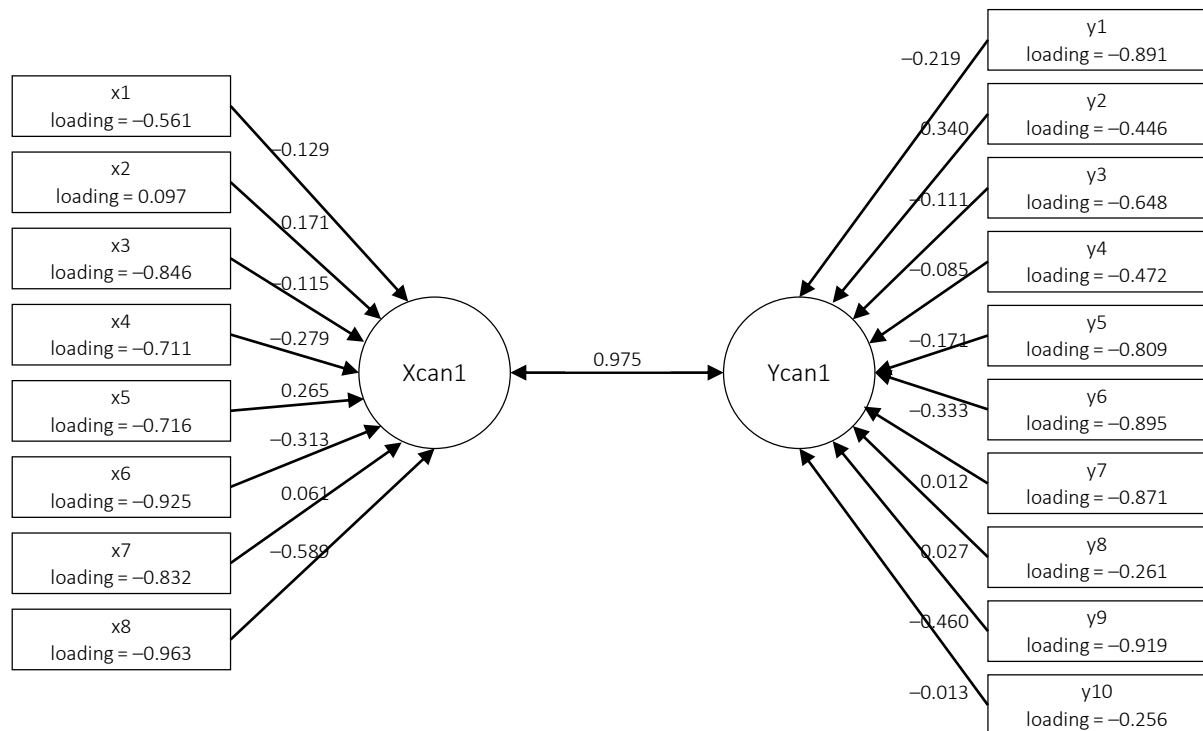 x1
loading = –0.561
x2
loading = 0.097
x3
loading = –0.846
x4
loading = –0.711
x5
loading = –0.716
x6
loading = –0.925
x7
loading = –0.832
x8
loading = –0.963
–0.129
0.171
–0.115
–0.279
0.265
–0.313
0.061
–0.589
Xcan1
0.975
Ycan1
–0.219
0.340
–0.111
–0.085
–0.171
–0.333
0.012
0.027
–0.460
–0.013
y1
loading = –0.891
y2
loading = –0.446
y3
loading = –0.648
y4
loading = –0.472
y5
loading = –0.809
y6
loading = –0.895
y7
loading = –0.871
y8
loading = –0.261
y9
loading = –0.919
y10
loading = –0.256